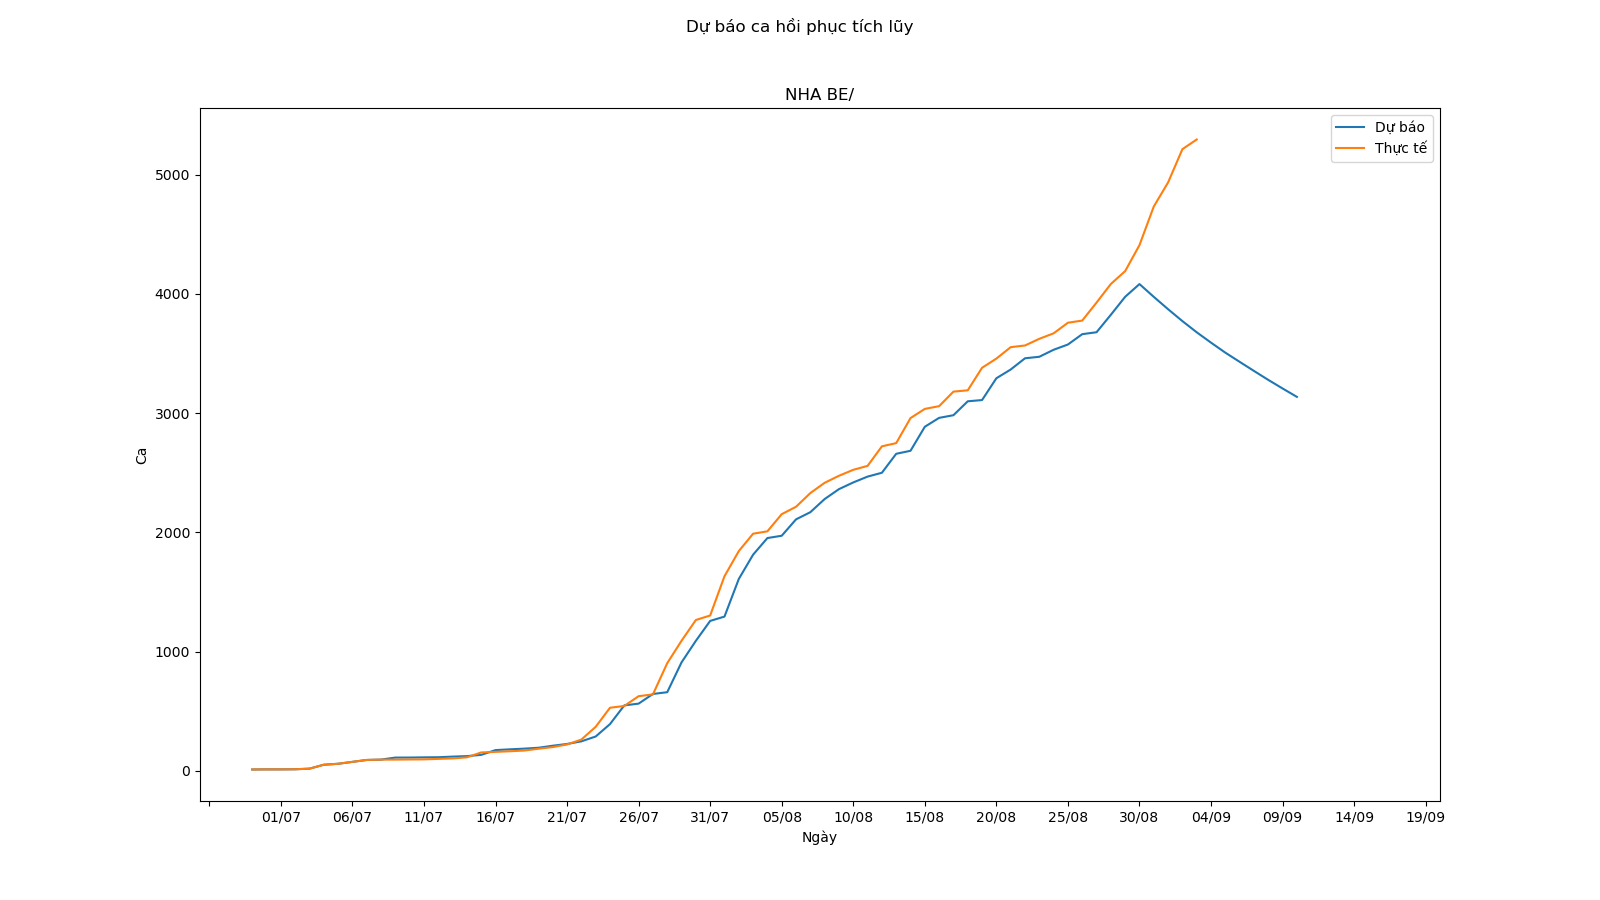 Dự báo ca hồi phục tích lũy
NHA BE/
Dự báo
Thực tế
5000
4000
3000
2000
1000
0
Ca
01/07 06/07 11/07 16/07 21/07 26/07 31/07 05/08 10/08 15/08 20/08 25/08 30/08 04/09 09/09 14/09 19/09
Ngày